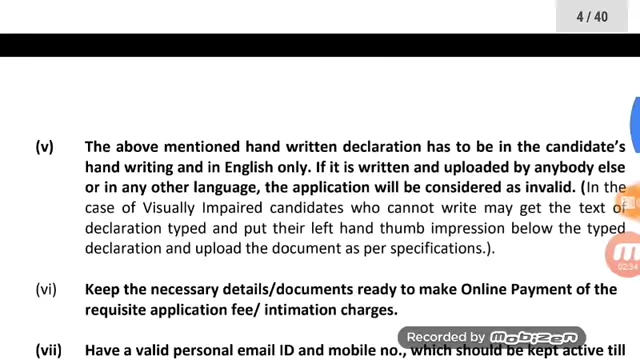 4 / 40
(v) The above mentioned hand written declaration has to be in the candidate's
hand writing and in English only. If it is written and uploaded by anybody else
or in any other language, the application will be considered as invalid. (In the
case of Visually Impaired candidates who cannot write may get the text of
declaration typed and put their left hand thumb impression below the typed
declaration and upload the document as per specifications.).
02:34
(vi) Keep the necessary details/documents ready to make Online Payment of the
requisite application fee/ intimation charges.
Recorded by mobizen
(vii) Have a valid personal email ID and mobile no., which should be kept active till